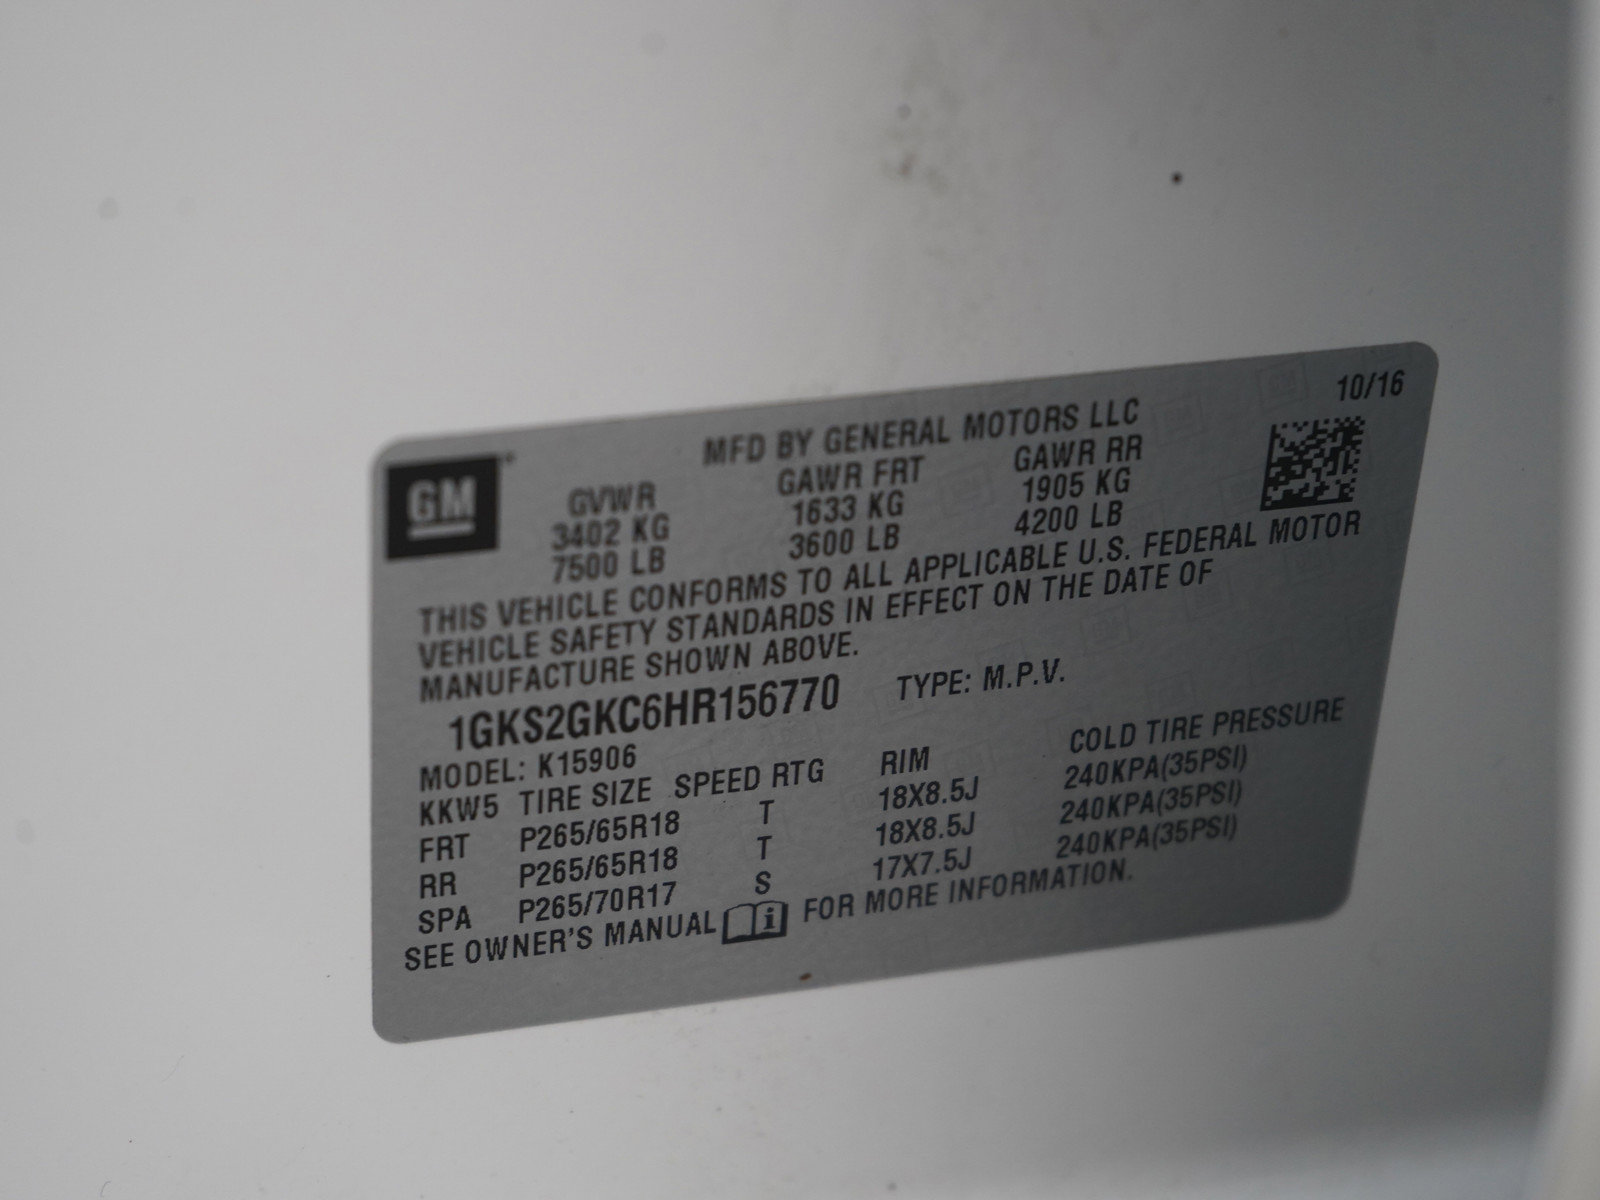 10/16
MFD BY GENERAL MOTORS LLC
GM
GVWR GAWR FRT GAWR RR
3402 KG 1633 KG 1905 KG
7500 LB 3600 LB 4200 LB
THIS VEHICLE CONFORMS TO ALL APPLICABLE U.S. FEDERAL MOTOR
VEHICLE SAFETY STANDARDS IN EFFECT ON THE DATE OF
MANUFACTURE SHOWN ABOVE.
1GKS2GKC6HR156770 TYPE: M.P.V.
MODEL: K15906
KKW5 TIRE SIZE SPEED RTG RIM COLD TIRE PRESSURE
FRT P265/65R18 T 18X8.5J 240KPA(35PSI)
RR P265/65R18 T 18X8.5J 240KPA(35PSI)
SPA P265/70R17 S 17X7.5J 240KPA(35PSI)
SEE OWNER'S MANUAL i FOR MORE INFORMATION.